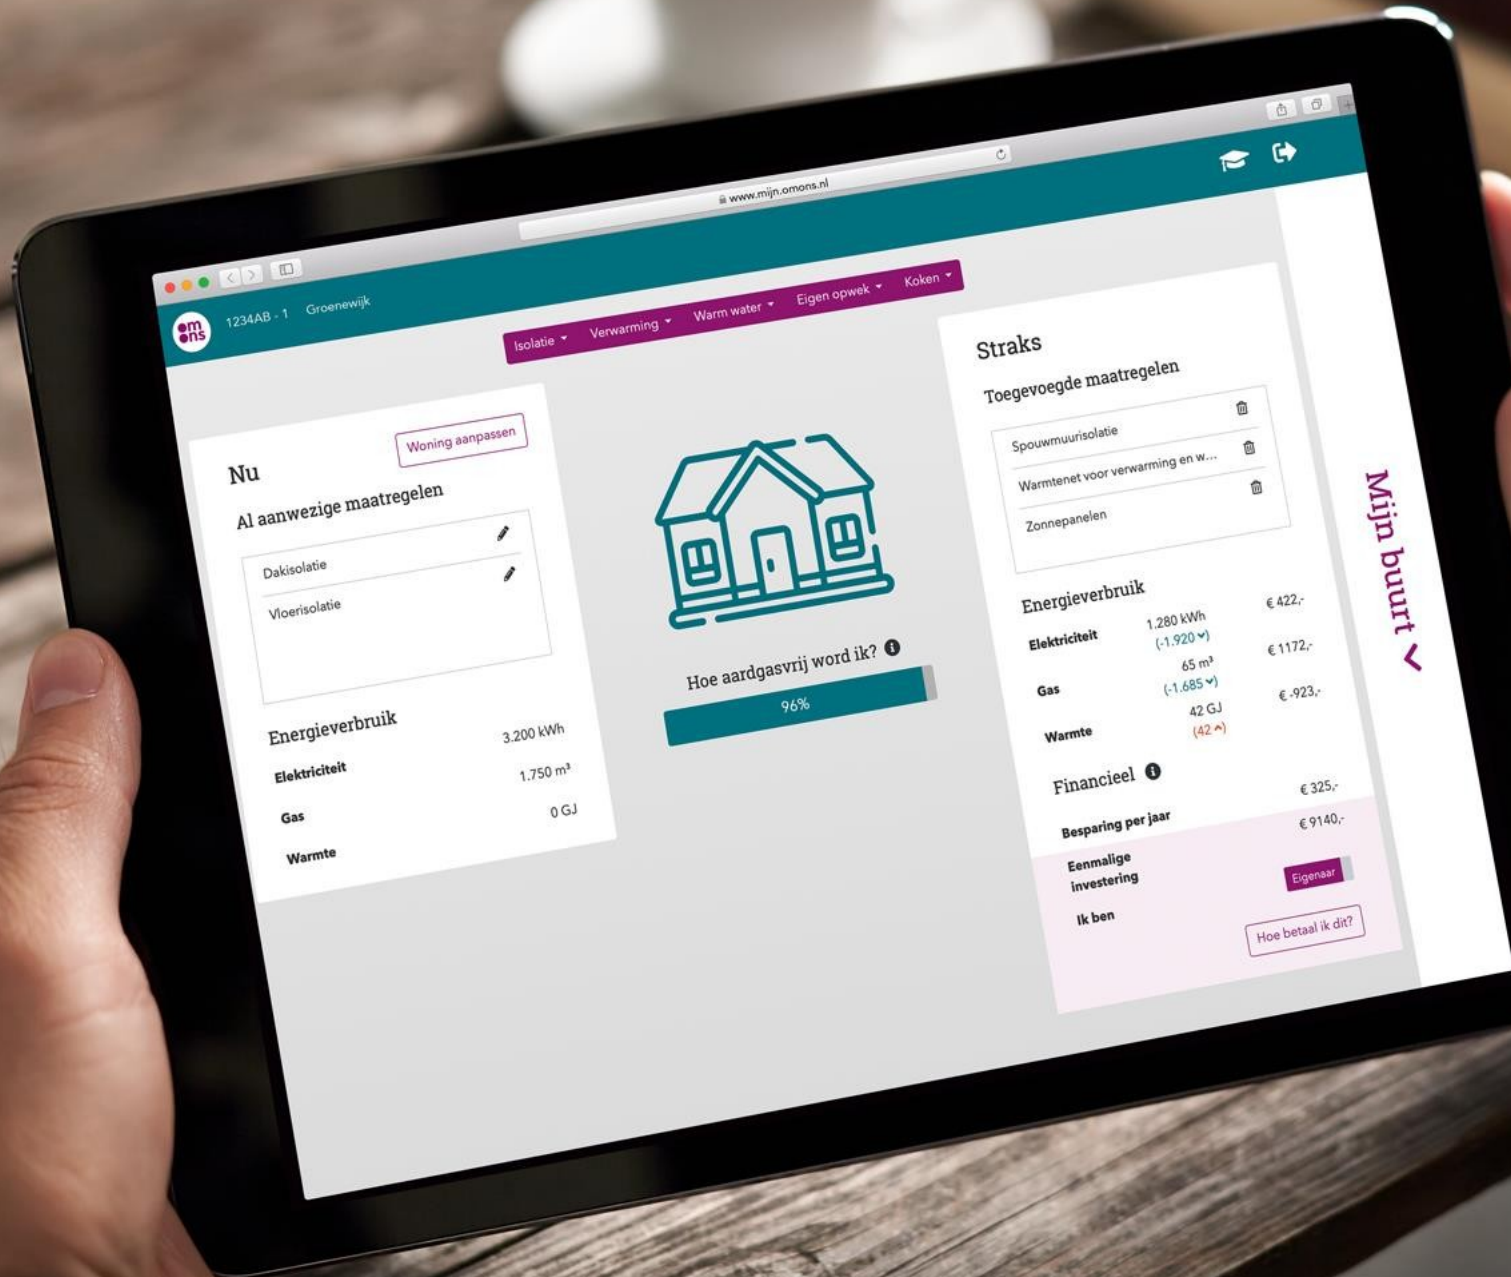 www.mijn.omons.nl
om
ons
1234AB - 1 Groenewijk
Isolatie Verwarming Warm water Eigen opwek Koken
Nu
Woning aanpassen
Al aanwezige maatregelen
Dakisolatie
Vloerisolatie
Energieverbruik
Elektriciteit 3.200 kWh
Gas 1.750 m³
Warmte 0 GJ
Hoe aardgasvrij word ik?
96%
Straks
Toegevoegde maatregelen
Spouwmuurisolatie
Warmtenet voor verwarming en w...
Zonnepanelen
Energieverbruik
Elektriciteit 1.280 kWh € 422,-
(-1.920)
Gas 65 m³ € 1172,-
(-1.685)
Warmte 42 GJ € -923,-
(42)
Financieel
Besparing per jaar € 325,-
Eenmalige € 9140,-
investering
Ik ben Eigenaar
Hoe betaal ik dit?
Mijn buurt